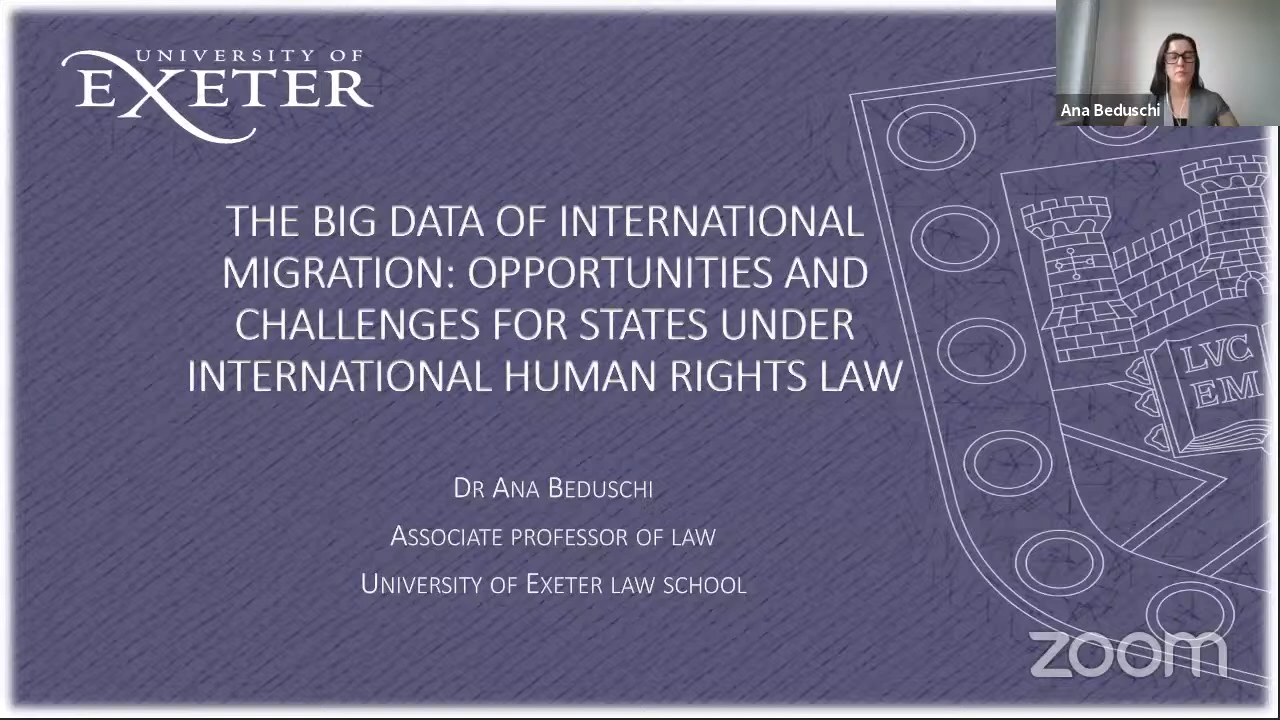 UNIVERSITY OF
EXETER
Ana Beduschi
THE BIG DATA OF INTERNATIONAL
MIGRATION: OPPORTUNITIES AND
CHALLENGES FOR STATES UNDER
INTERNATIONAL HUMAN RIGHTS LAW
LVC
EM
DR ANA BEDUSCHI
ASSOCIATE PROFESSOR OF LAW
UNIVERSITY OF EXETER LAW SCHOOL
zoom